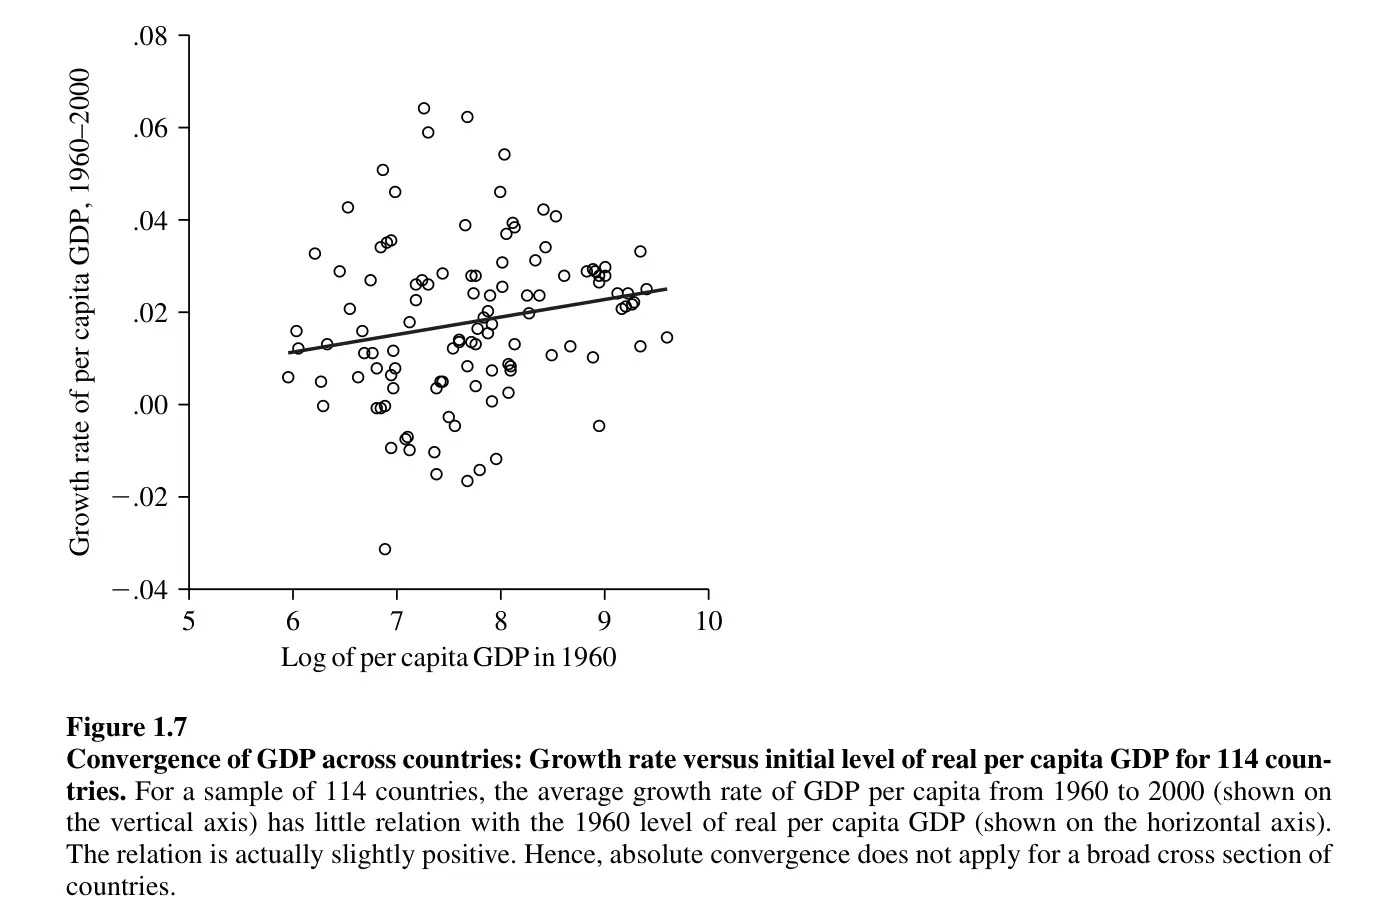 .08
.06
.04
.02
.00
−.02
−.04
Growth rate of per capita GDP, 1960–2000
5 6 7 8 9 10
Log of per capita GDP in 1960
Figure 1.7
Convergence of GDP across countries: Growth rate versus initial level of real per capita GDP for 114 coun-
tries. For a sample of 114 countries, the average growth rate of GDP per capita from 1960 to 2000 (shown on
the vertical axis) has little relation with the 1960 level of real per capita GDP (shown on the horizontal axis).
The relation is actually slightly positive. Hence, absolute convergence does not apply for a broad cross section of
countries.